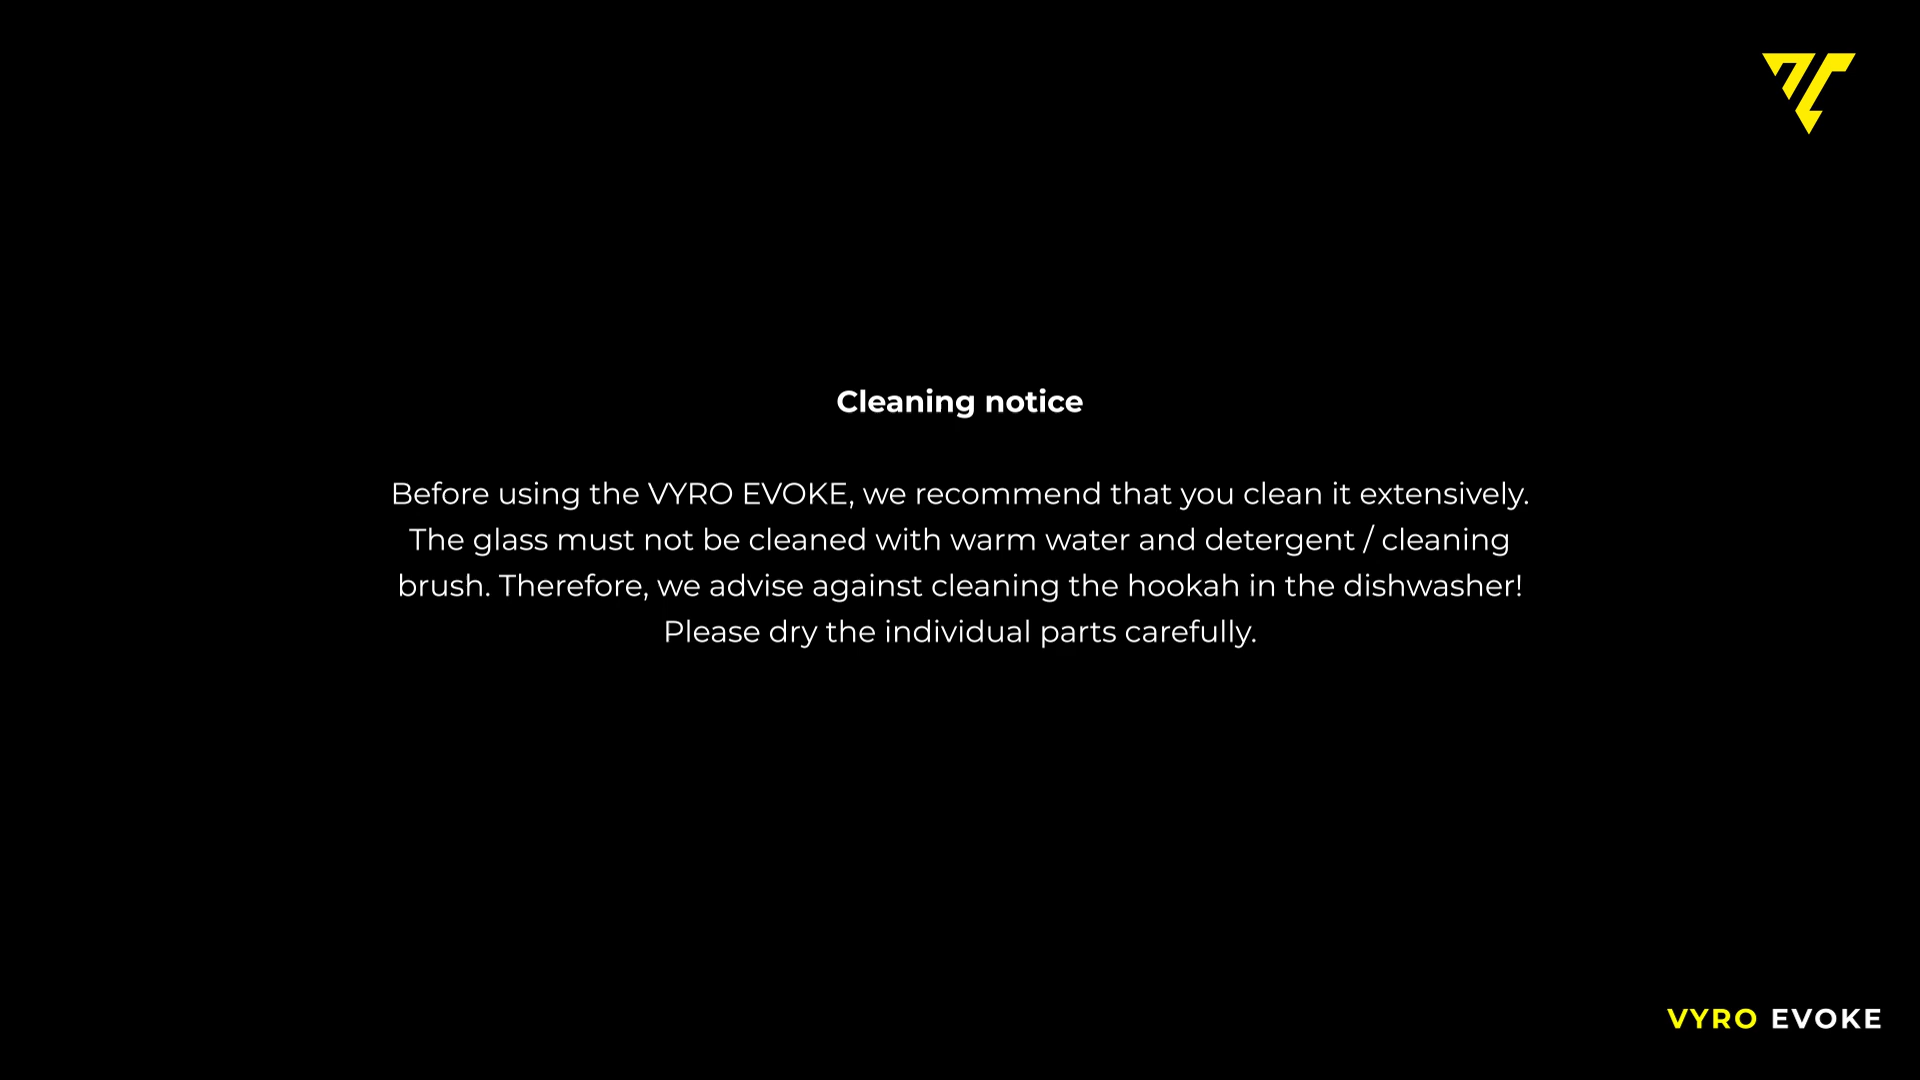 Cleaning notice
Before using the VYRO EVOKE, we recommend that you clean it extensively.
The glass must not be cleaned with warm water and detergent / cleaning
brush. Therefore, we advise against cleaning the hookah in the dishwasher!
Please dry the individual parts carefully.
VYRO EVOKE